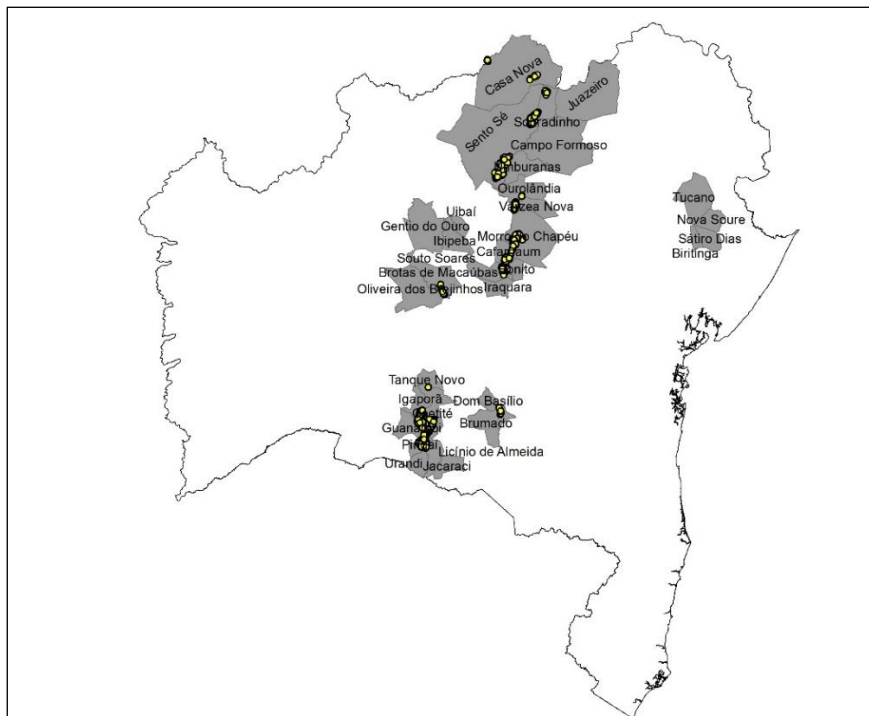 Casa Nova
Juazeiro
Sento Sé
Sobradinho
Campo Formoso
Umburanas
Ourolândia
Várzea Nova
Tucano
Nova Soure
Sátiro Dias
Biritinga
Uibaí
Gentio do Ouro
Ibipeba
Morro do Chapéu
Cafarnaum
Souto Soares
Bonito
Brotas de Macaúbas
Oliveira dos Brejinhos
Iraquara
Tanque Novo
Igaporã
Dom Basílio
Caetité
Brumado
Guanambi
Pindaí
Licínio de Almeida
Urandi
Jacaraci